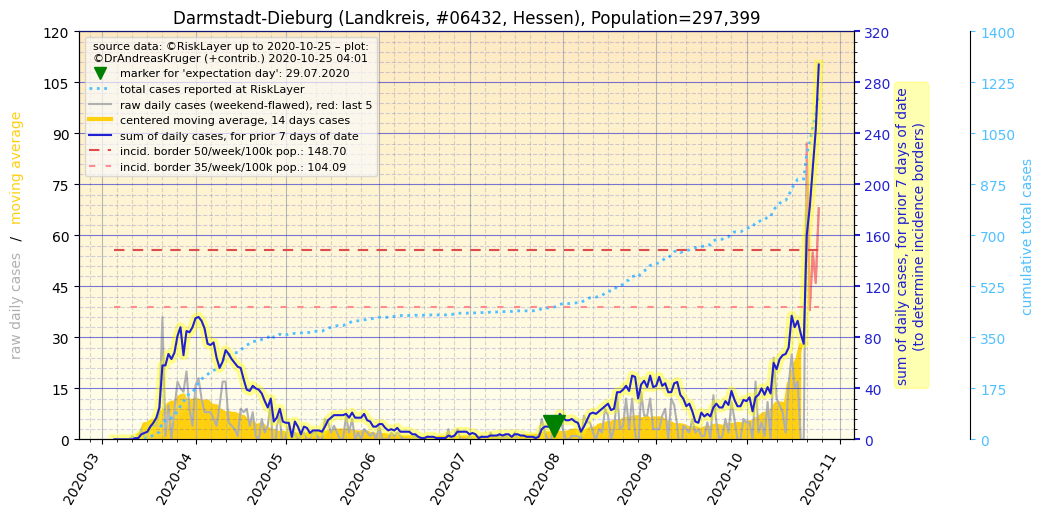 Darmstadt-Dieburg (Landkreis, #06432, Hessen), Population=297,399
source data: ©RiskLayer up to 2020-10-25 – plot:
©DrAndreasKruger (+contrib.) 2020-10-25 04:01
marker for 'expectation day': 29.07.2020
total cases reported at RiskLayer
raw daily cases (weekend-flawed), red: last 5
centered moving average, 14 days cases
sum of daily cases, for prior 7 days of date
incid. border 50/week/100k pop.: 148.70
incid. border 35/week/100k pop.: 104.09
raw daily cases / moving average
120
105
90
75
60
45
30
15
0
2020-03
2020-04
2020-05
2020-06
2020-07
2020-08
2020-09
2020-10
2020-11
320
280
240
200
160
120
80
40
0
sum of daily cases, for prior 7 days of date
(to determine incidence borders)
1400
1225
1050
875
700
525
350
175
0
cumulative total cases